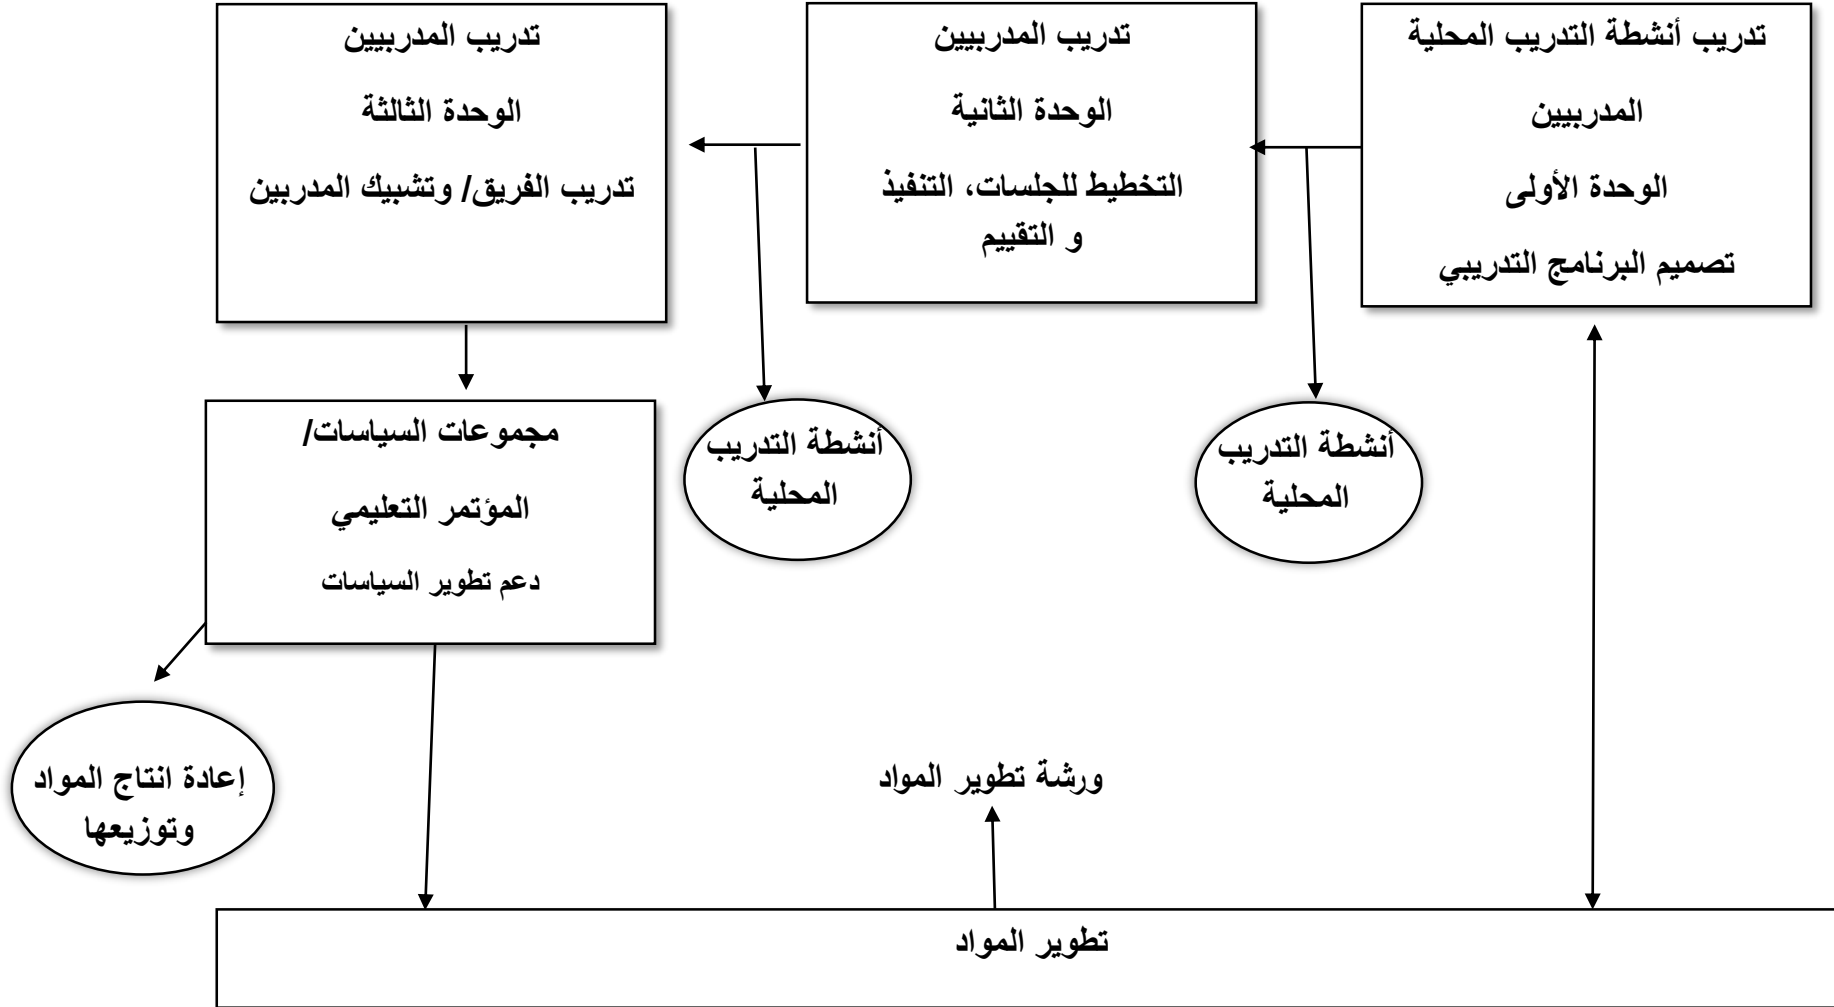 تدريب أنشطة التدريب المحلية
المدربيين
الوحدة الأولى
تصميم البرنامج التدريبي
تدريب المدربيين
الوحدة الثانية
التخطيط للجلسات، التنفيذ
و التقييم
تدريب المدربيين
الوحدة الثالثة
تدريب الفريق/ وتشبيك المدربين
أنشطة التدريب
المحلية
أنشطة التدريب
المحلية
مجموعات السياسات/
المؤتمر التعليمي
دعم تطوير السياسات
إعادة انتاج المواد
وتوزيعها
ورشة تطوير المواد
تطوير المواد